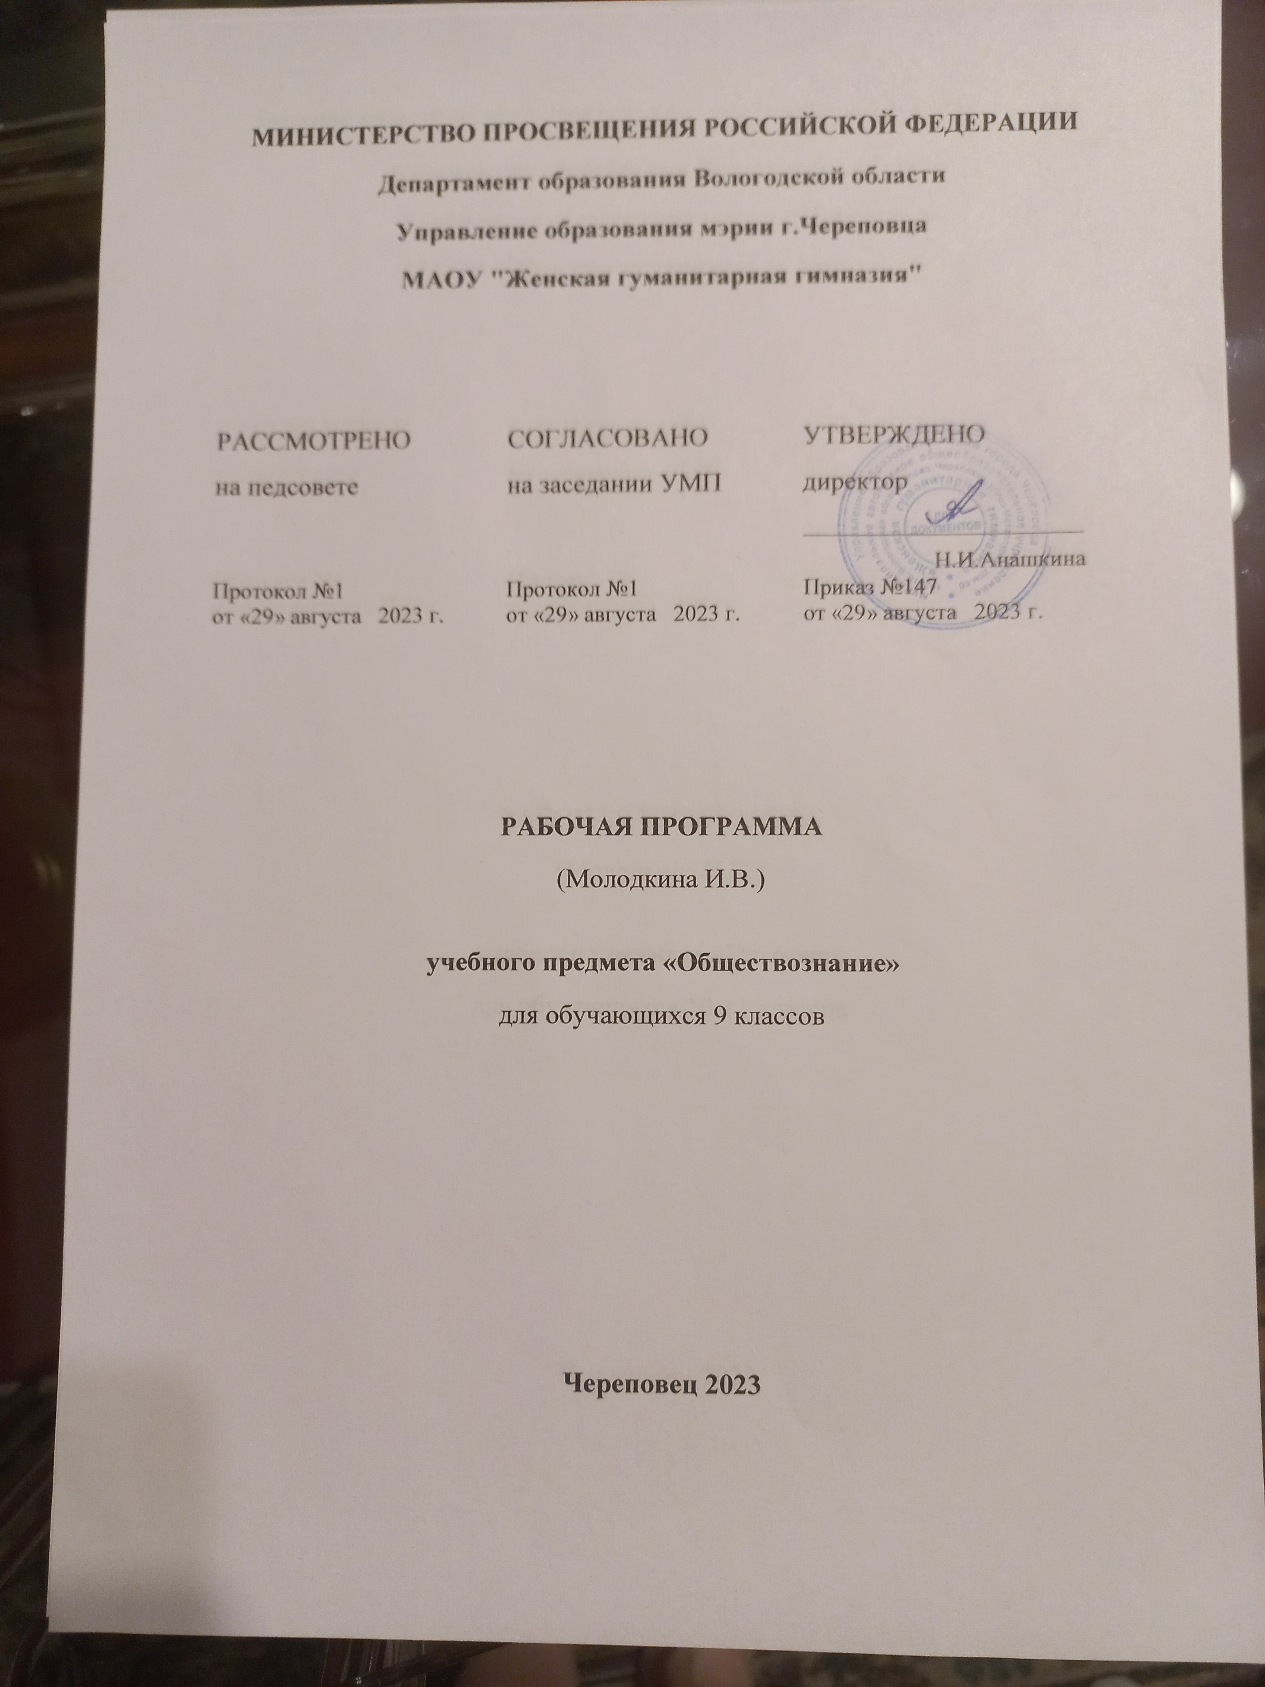 МИНИСТЕРСТВО ПРОСВЕЩЕНИЯ РОССИЙСКОЙ ФЕДЕРАЦИИ
Департамент образования Вологодской области
Управление образования мэрии г.Череповца
МАОУ "Женская гуманитарная гимназия"
РАССМОТРЕНО
на педсовете
Протокол №1
от «29» августа 2023 г.
СОГЛАСОВАНО
на заседании УМП
Протокол №1
от «29» августа 2023 г.
УТВЕРЖДЕНО
директор
Н.И.Анашкина
Приказ №147
от «29» августа 2023 г.
ДОКУМЕНТОВ
РАБОЧАЯ ПРОГРАММА
(Молодкина И.В.)
учебного предмета «Обществознание»
для обучающихся 9 классов
Череповец 2023